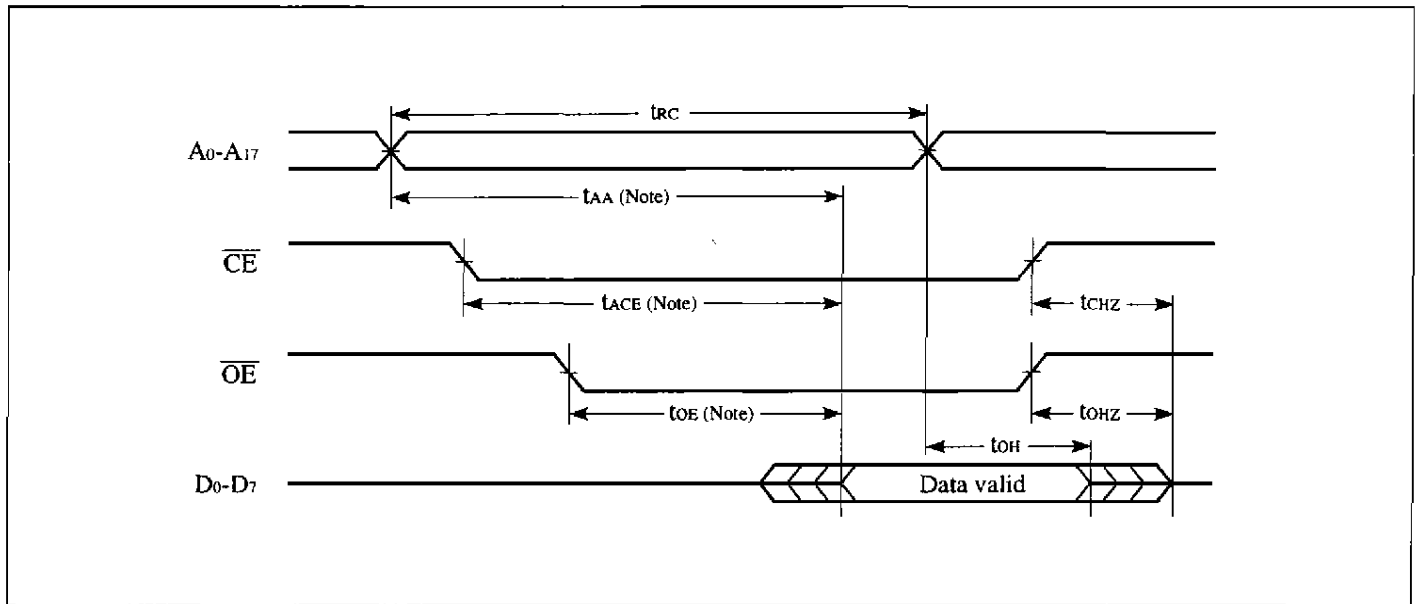 tRC
A0-A17
tAA (Note)
CE
tACE (Note)
tCHZ
OE
tOE (Note)
tOHZ
tOH
D0-D7
Data valid